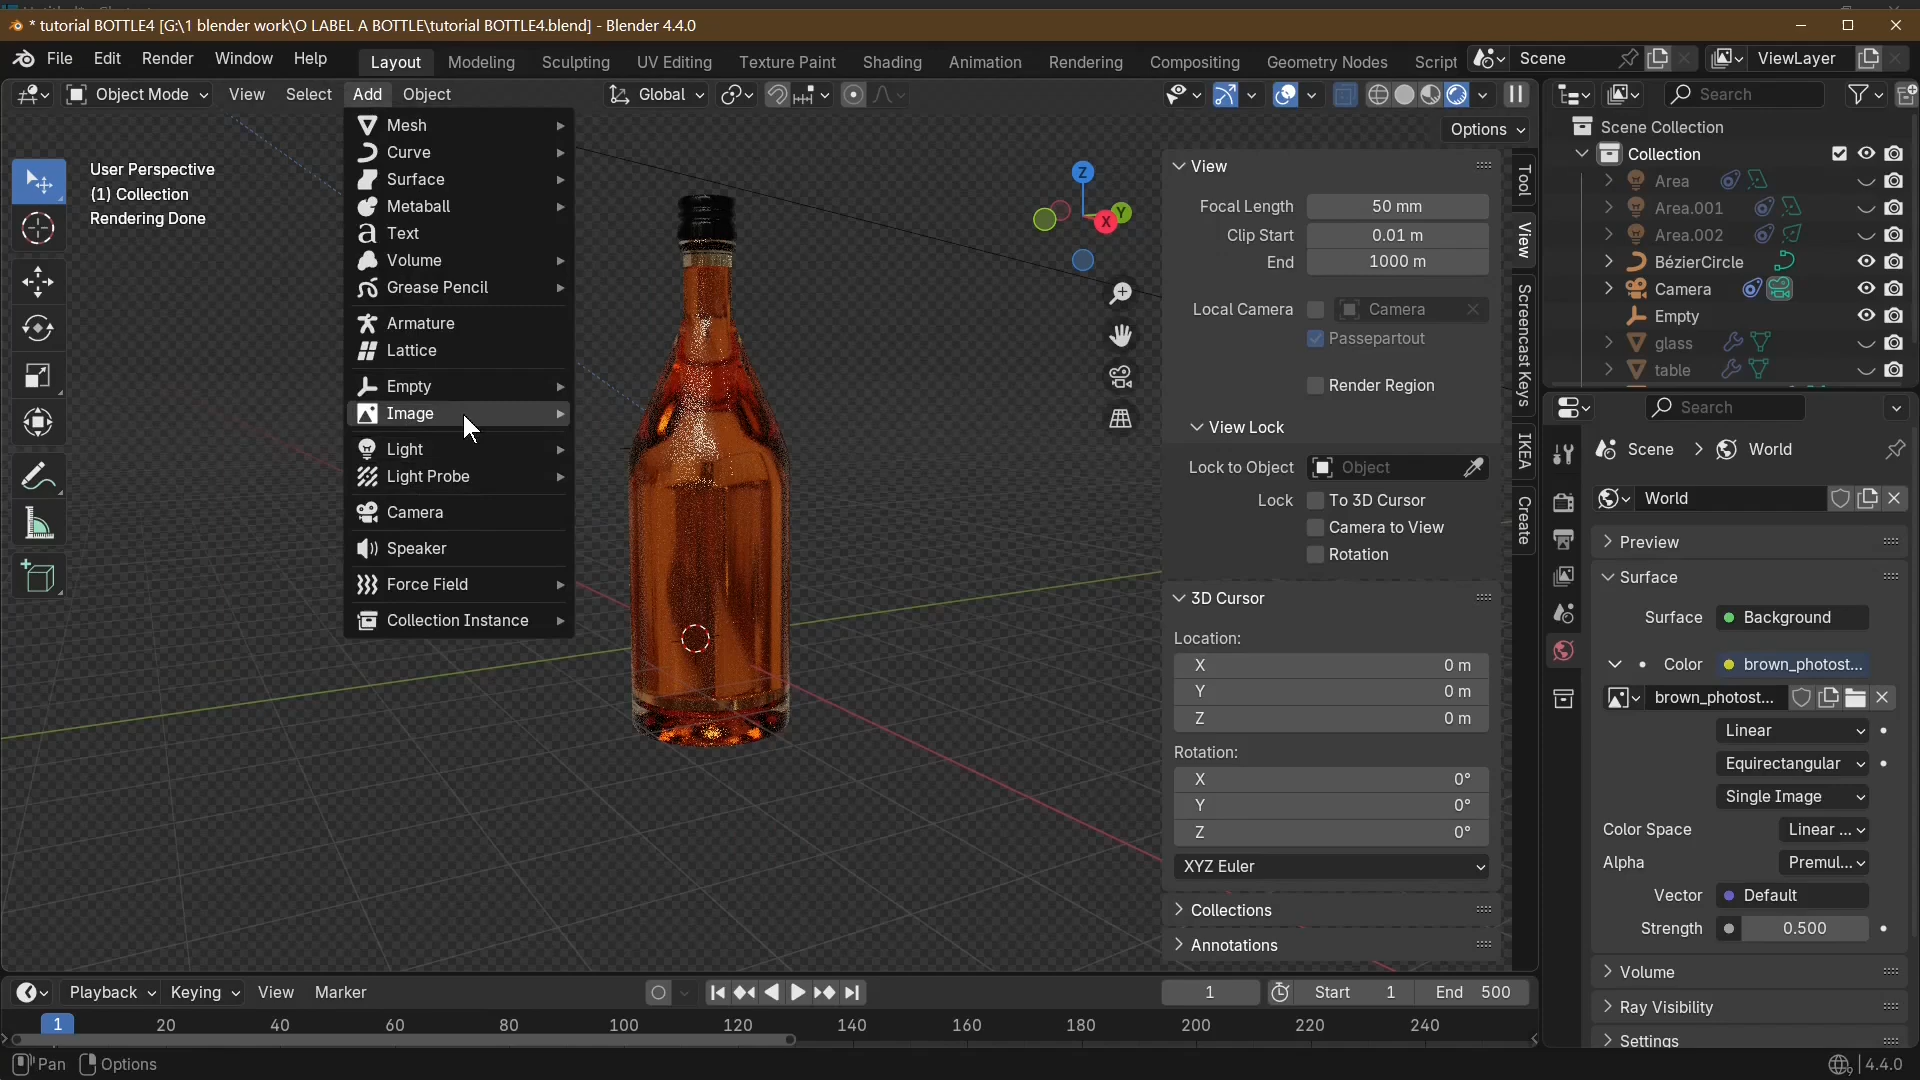 * tutorial BOTTLE4 [G:\1 blender work\O LABEL A BOTTLE\tutorial BOTTLE4.blend] - Blender 4.4.0
File Edit Render Window Help
Layout Modeling Sculpting UV Editing Texture Paint Shading Animation Rendering Compositing Geometry Nodes Script
Scene
ViewLayer
Object Mode View Select Add Object
Global
Search
Options
User Perspective
(1) Collection
Rendering Done
Mesh
Curve
Surface
Metaball
Text
Volume
Grease Pencil
Armature
Lattice
Empty
Image
Light
Light Probe
Camera
Speaker
Force Field
Collection Instance
Z
Y
X
View
Focal Length 50 mm
Clip Start 0.01 m
End 1000 m
Local Camera Camera
Passepartout
Render Region
View Lock
Lock to Object Object
Lock To 3D Cursor
Camera to View
Rotation
3D Cursor
Location:
X 0 m
Y 0 m
Z 0 m
Rotation:
X 0°
Y 0°
Z 0°
XYZ Euler
Collections
Annotations
Tool
View
Screencast Keys
IKEA
Create
Scene Collection
Collection
Area
Area.001
Area.002
BézierCircle
Camera
Empty
glass
table
Search
Scene World
World
Preview
Surface
Surface Background
Color brown_photost...
brown_photost...
Linear
Equirectangular
Single Image
Color Space Linear ...
Alpha Premul...
Vector Default
Strength 0.500
Volume
Ray Visibility
Settings
Playback Keying View Marker
1
Start 1
End 500
1 20 40 60 80 100 120 140 160 180 200 220 240
Pan Options
4.4.0